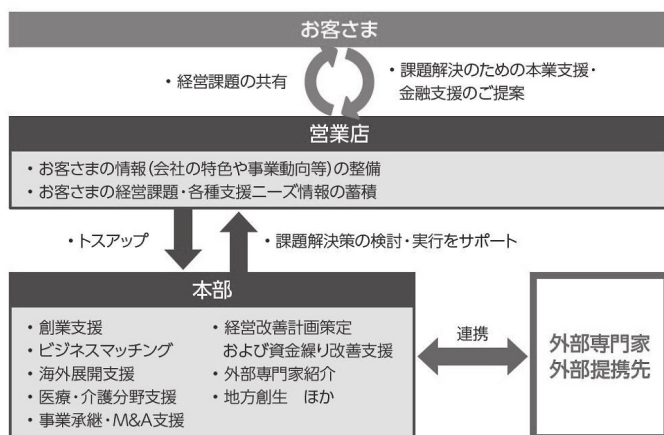 お客さま
・経営課題の共有
・課題解決のための本業支援・
金融支援のご提案
営業店
・お客さまの情報(会社の特色や事業動向等)の整備
・お客さまの経営課題・各種支援ニーズ情報の蓄積
・トスアップ
・課題解決策の検討・実行をサポート
本部
・創業支援
・ビジネスマッチング
・海外展開支援
・医療・介護分野支援
・事業承継・M&A支援
・経営改善計画策定
および資金繰り改善支援
・外部専門家紹介
・地方創生 ほか
連携
外部専門家
外部提携先